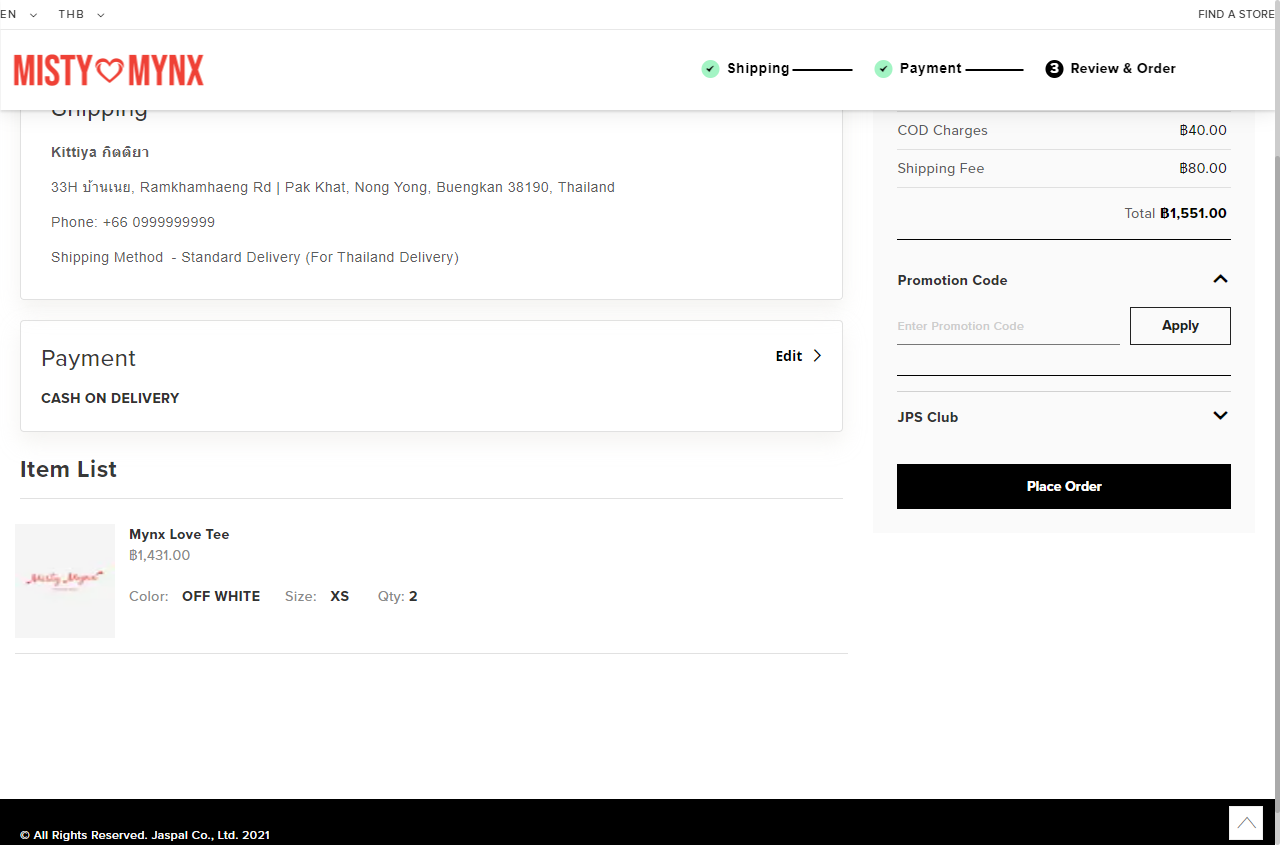 EN THB FIND A STORE
MISTY MYNX
Shipping Payment 3 Review & Order
Shipping
Kittiya กิตติยา
33H บ้านเนย, Ramkhamhaeng Rd | Pak Khat, Nong Yong, Buengkan 38190, Thailand
Phone: +66 0999999999
Shipping Method - Standard Delivery (For Thailand Delivery)
Payment Edit
CASH ON DELIVERY
Item List
Misty Mynx
Mynx Love Tee
฿1,431.00
Color: OFF WHITE Size: XS Qty: 2
COD Charges ฿40.00
Shipping Fee ฿80.00
Total ฿1,551.00
Promotion Code
Enter Promotion Code Apply
JPS Club
Place Order
© All Rights Reserved. Jaspal Co., Ltd. 2021